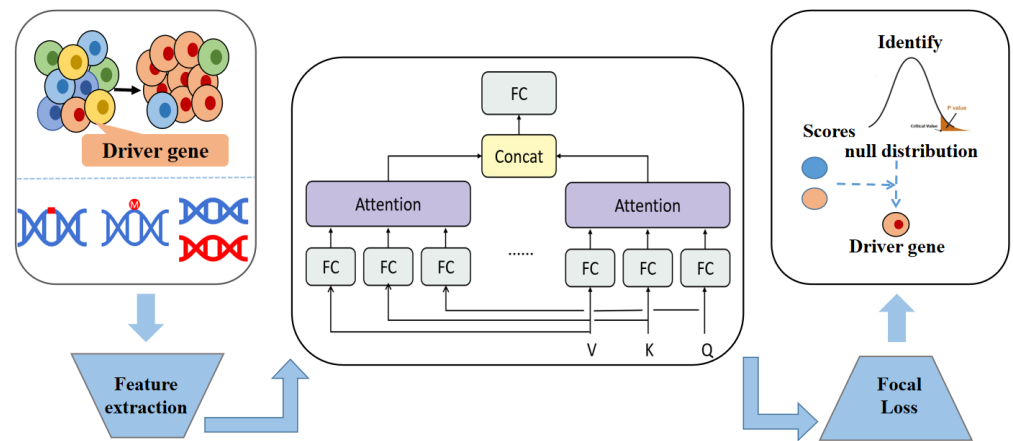 Driver gene
M
Feature
extraction
FC
Concat
Attention
Attention
FC
FC
FC
......
FC
FC
FC
V
K
Q
Identify
P value
Critical Value
Scores
null distribution
Driver gene
Focal
Loss